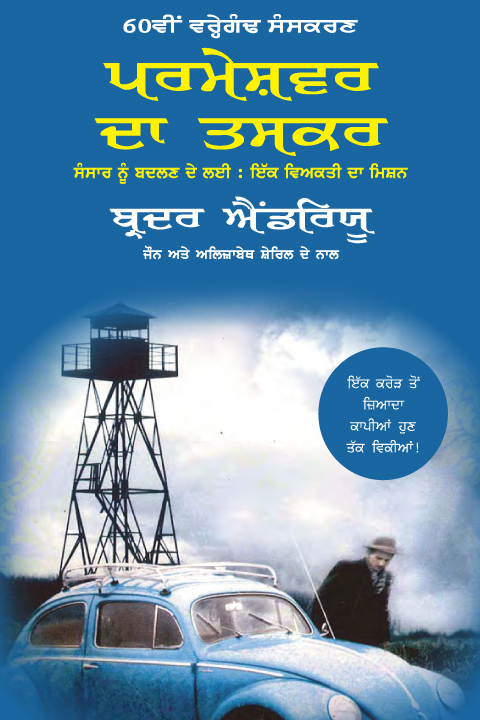 60ਵੀਂ ਵਰ੍ਹੇਗੰਢ ਸੰਸਕਰਣ
ਪਰਮੇਸ਼ਵਰ
ਦਾ ਤਸਕਰ
ਸੰਸਾਰ ਨੂੰ ਬਦਲਣ ਦੇ ਲਈ : ਇੱਕ ਵਿਅਕਤੀ ਦਾ ਮਿਸ਼ਨ
ਬ੍ਰਦਰ ਐਂਡਰਿਯੂ
ਜੌਨ ਅਤੇ ਅਲਿਜ਼ਾਬੇਥ ਸ਼ੇਰਿਲ ਦੇ ਨਾਲ
ਇੱਕ ਕਰੋੜ ਤੋਂ
ਜ਼ਿਆਦਾ
ਕਾਪੀਆਂ ਹੁਣ
ਤੱਕ ਵਿਕੀਆਂ!